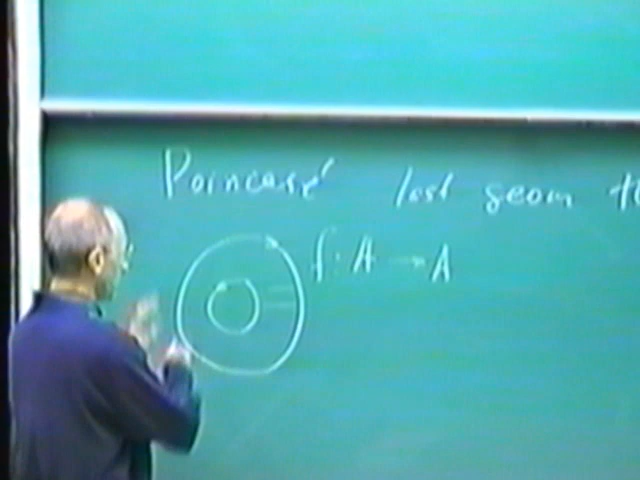 Poincaré last geom
f: A → A